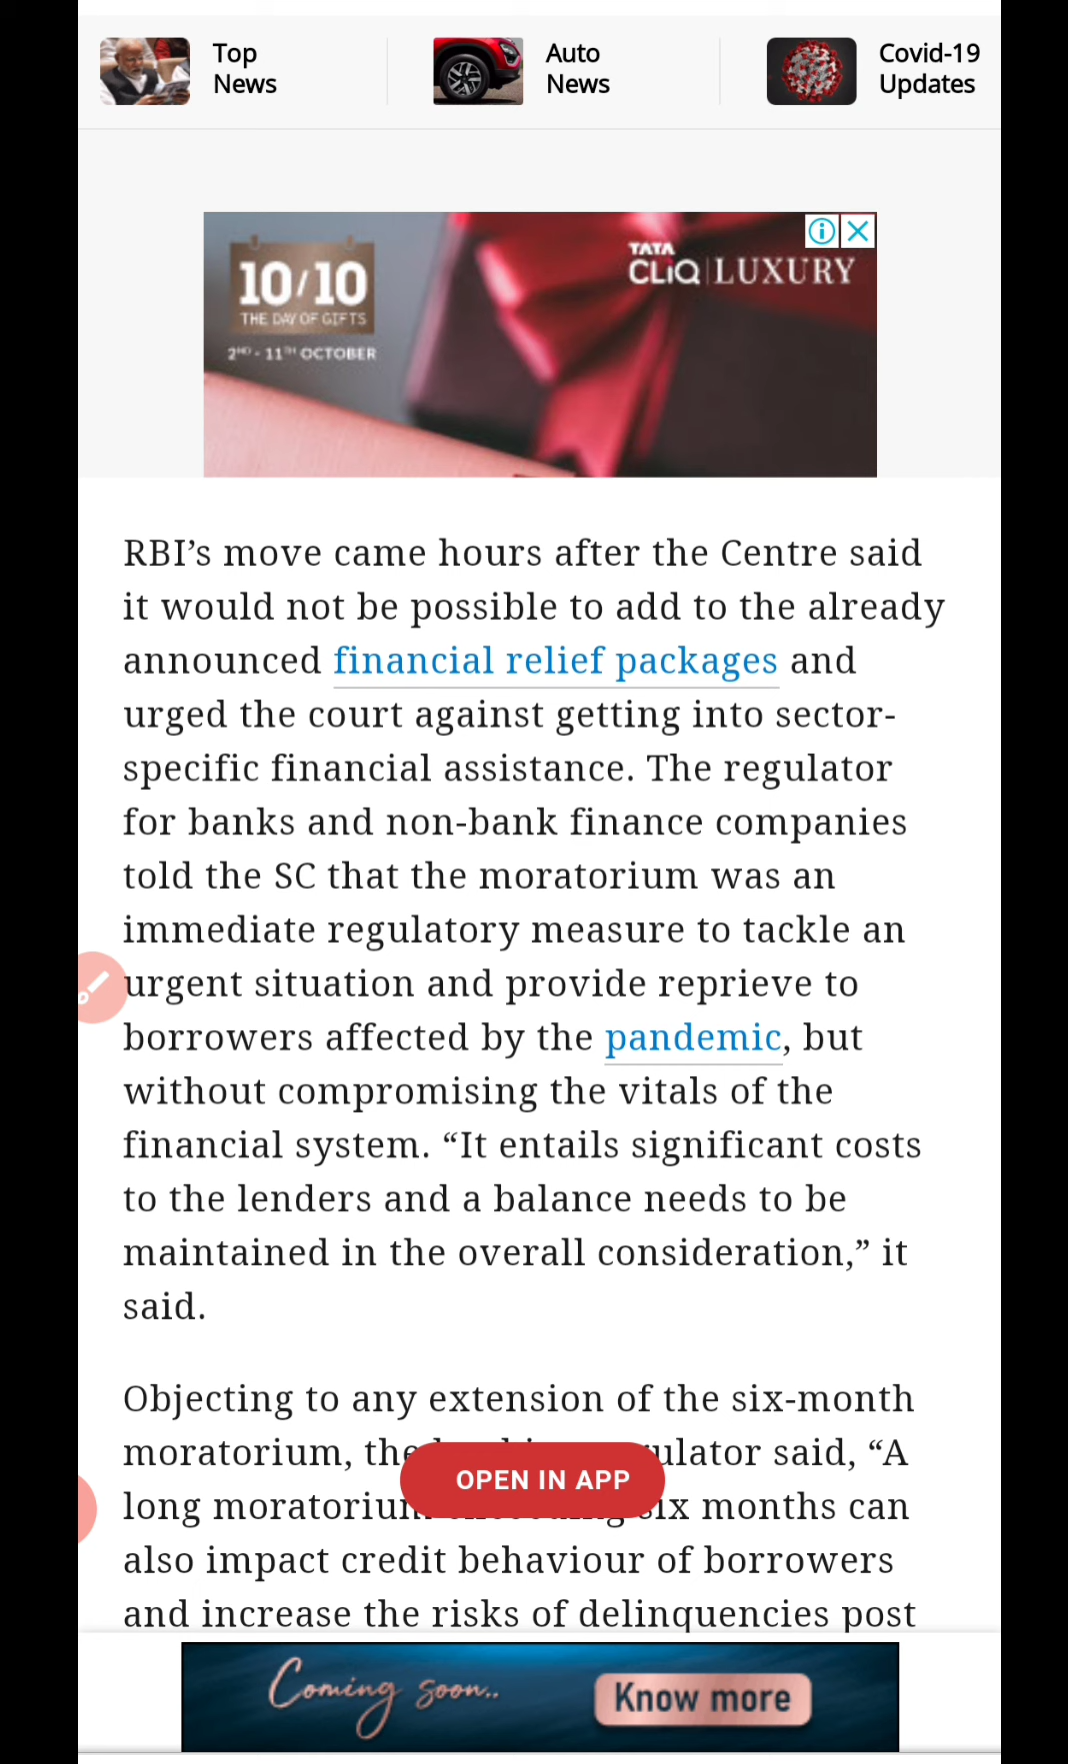 Top
News
Auto
News
Covid-19
Updates
10/10
THE DAY OF GIFTS
2ND - 11TH OCTOBER
TATA
CLiQ | LUXURY
RBI’s move came hours after the Centre said
it would not be possible to add to the already
announced financial relief packages and
urged the court against getting into sector-
specific financial assistance. The regulator
for banks and non-bank finance companies
told the SC that the moratorium was an
immediate regulatory measure to tackle an
urgent situation and provide reprieve to
borrowers affected by the pandemic, but
without compromising the vitals of the
financial system. “It entails significant costs
to the lenders and a balance needs to be
maintained in the overall consideration,” it
said.
Objecting to any extension of the six-month
moratorium, the said, “A
long moratorium six months can
also impact credit behaviour of borrowers
and increase the risks of delinquencies post
OPEN IN APP
Coming soon..
Know more